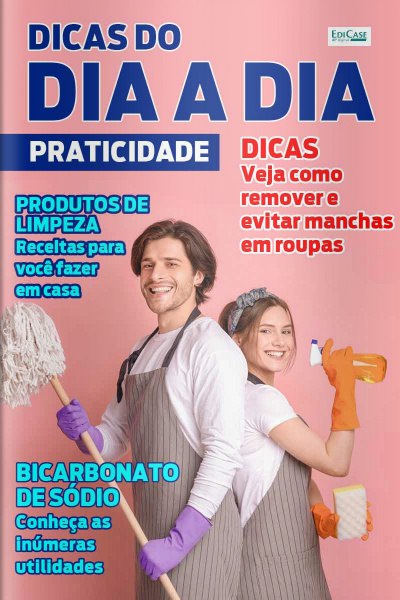 DICAS DO
EDICASE
DIA A DIA
PRATICIDADE
DICAS
Veja como
remover e
evitar manchas
em roupas
PRODUTOS DE
LIMPEZA
Receitas para
você fazer
em casa
BICARBONATO
DE SÓDIO
Conheça as
inúmeras
utilidades